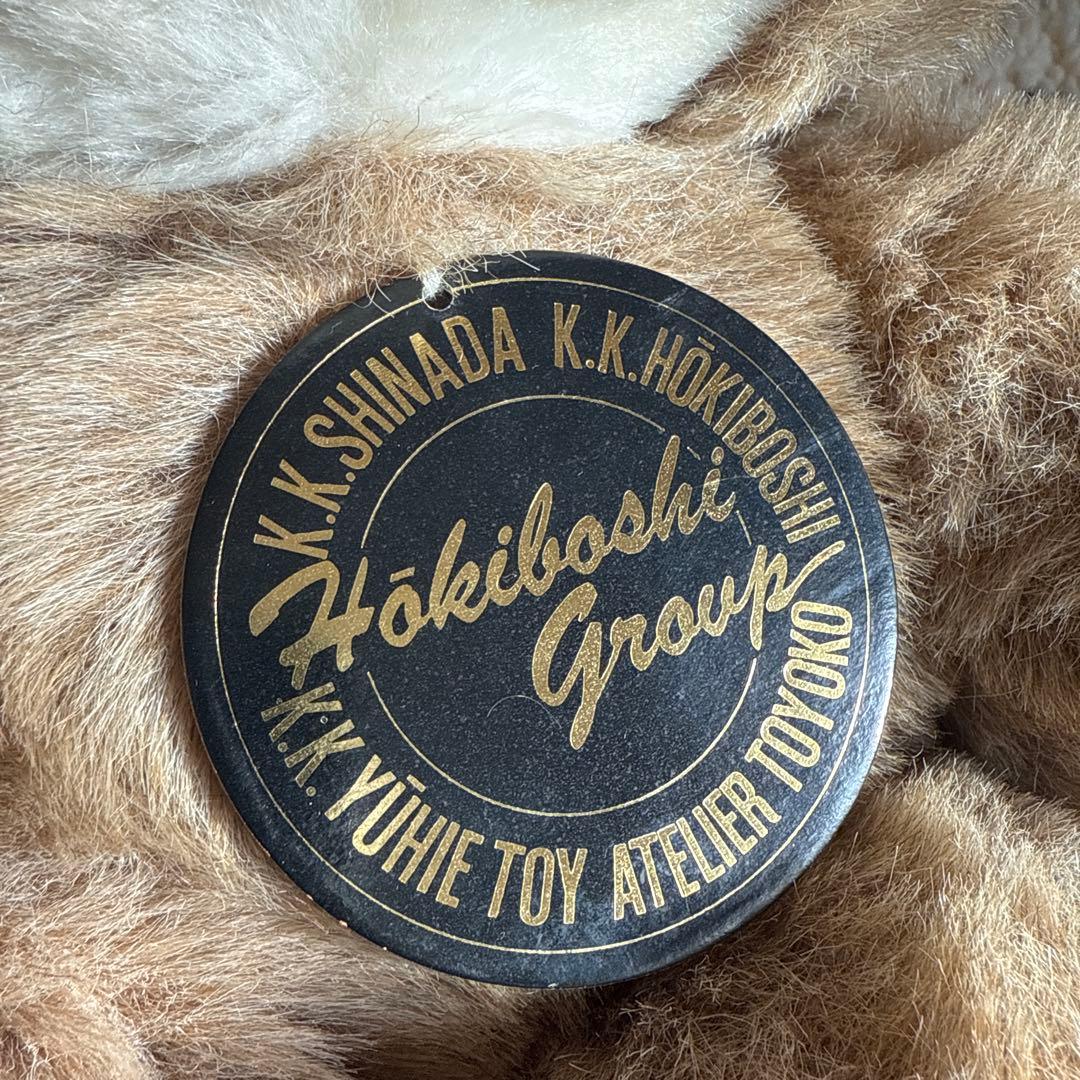 K.K.SHINADA K.K.HŌKIBOSHI
Hōkiboshi
Group
K.K.YŪHIE TOY ATELIER TOYOKO